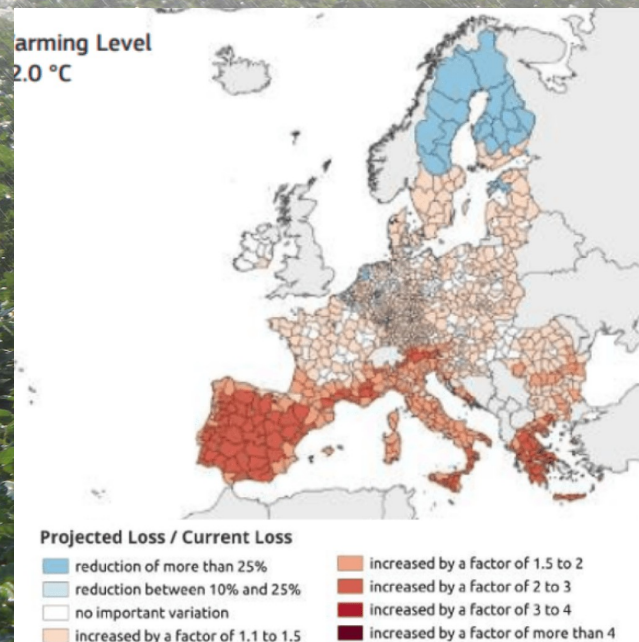 arming Level
2.0 °C
Projected Loss / Current Loss
reduction of more than 25%
reduction between 10% and 25%
no important variation
increased by a factor of 1.1 to 1.5
increased by a factor of 1.5 to 2
increased by a factor of 2 to 3
increased by a factor of 3 to 4
increased by a factor of more than 4